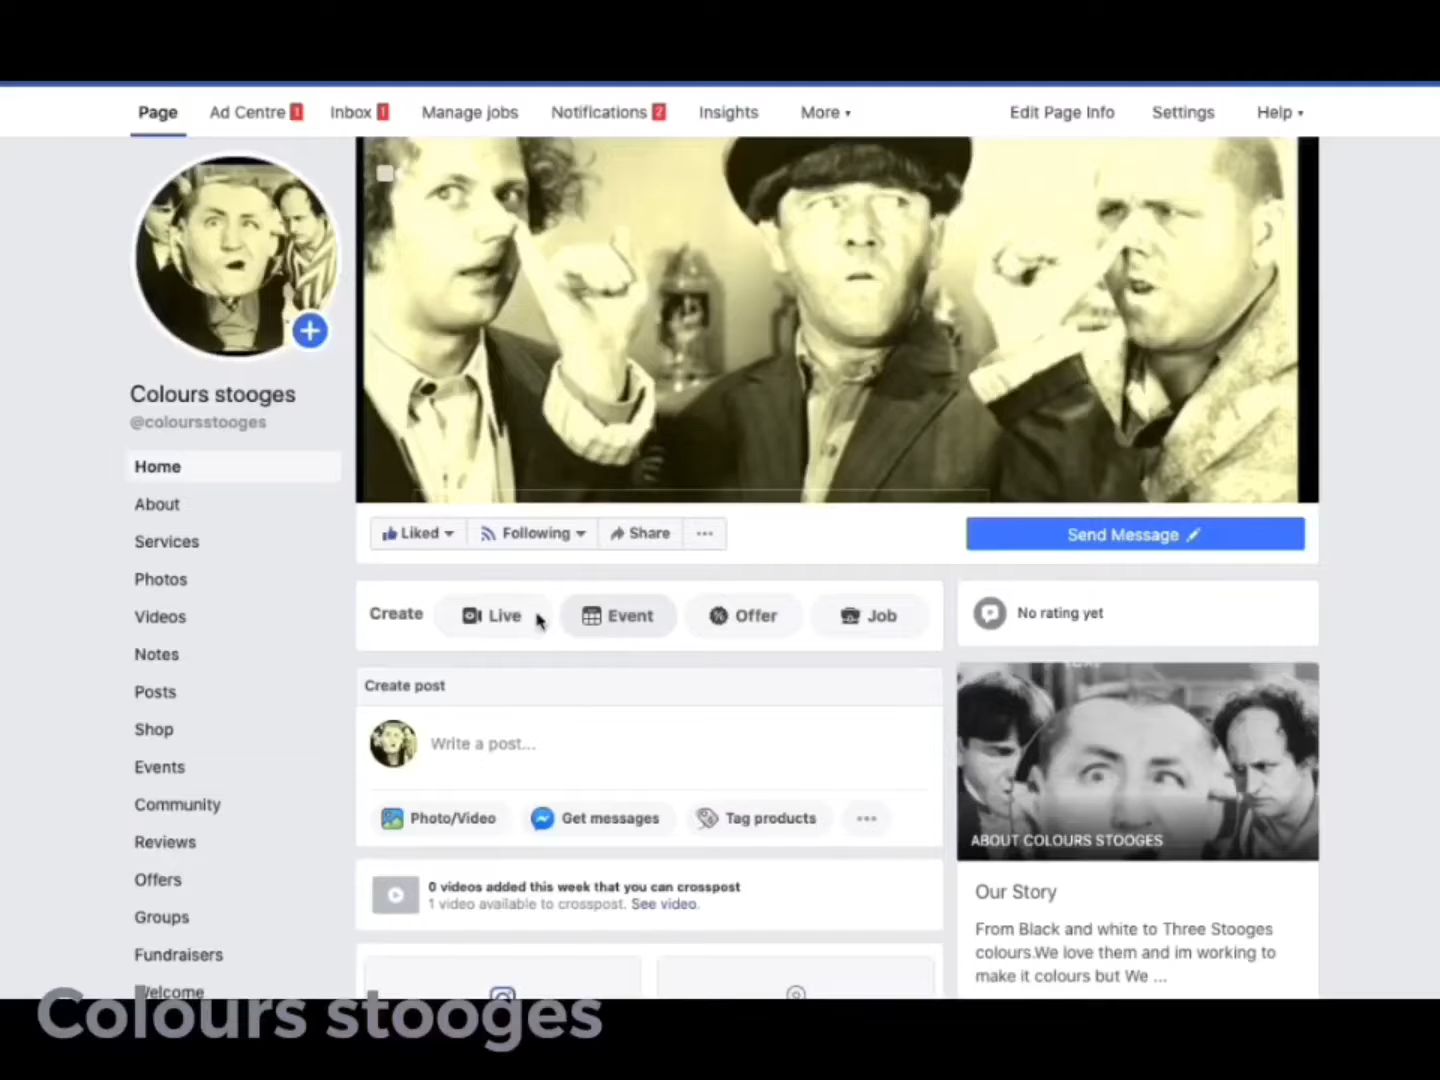 Page Ad Centre 1 Inbox 1 Manage jobs Notifications 2 Insights More Edit Page Info Settings Help
Colours stooges
@coloursstooges
Home
About
Services
Photos
Videos
Notes
Posts
Shop
Events
Community
Reviews
Offers
Groups
Fundraisers
Welcome
Liked Following Share ...
Send Message
Create Live Event Offer Job
Create post
Write a post...
Photo/Video Get messages Tag products ...
0 videos added this week that you can crosspost
1 video available to crosspost. See video.
No rating yet
ABOUT COLOURS STOOGES
Our Story
From Black and white to Three Stooges
colours.We love them and im working to
make it colours but We ...
Colours stooges